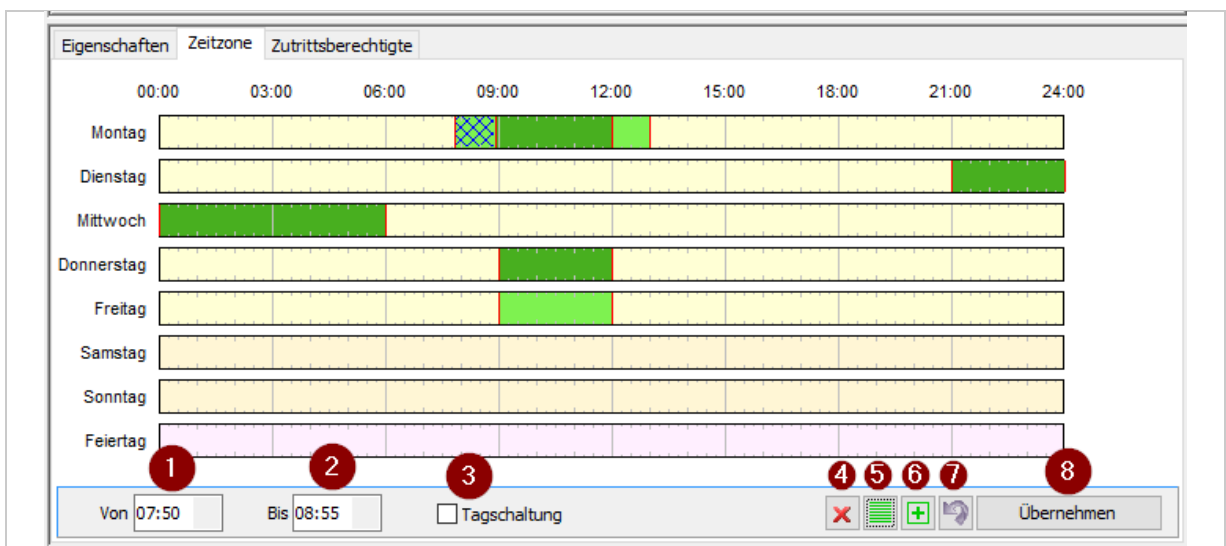 Eigenschaften Zeitzone Zutrittsberechtigte
00:00 03:00 06:00 09:00 12:00 15:00 18:00 21:00 24:00
Montag
Dienstag
Mittwoch
Donnerstag
Freitag
Samstag
Sonntag
Feiertag
1 2 3 4 5 6 7 8
Von 07:50 Bis 08:55 Tagschaltung Übernehmen